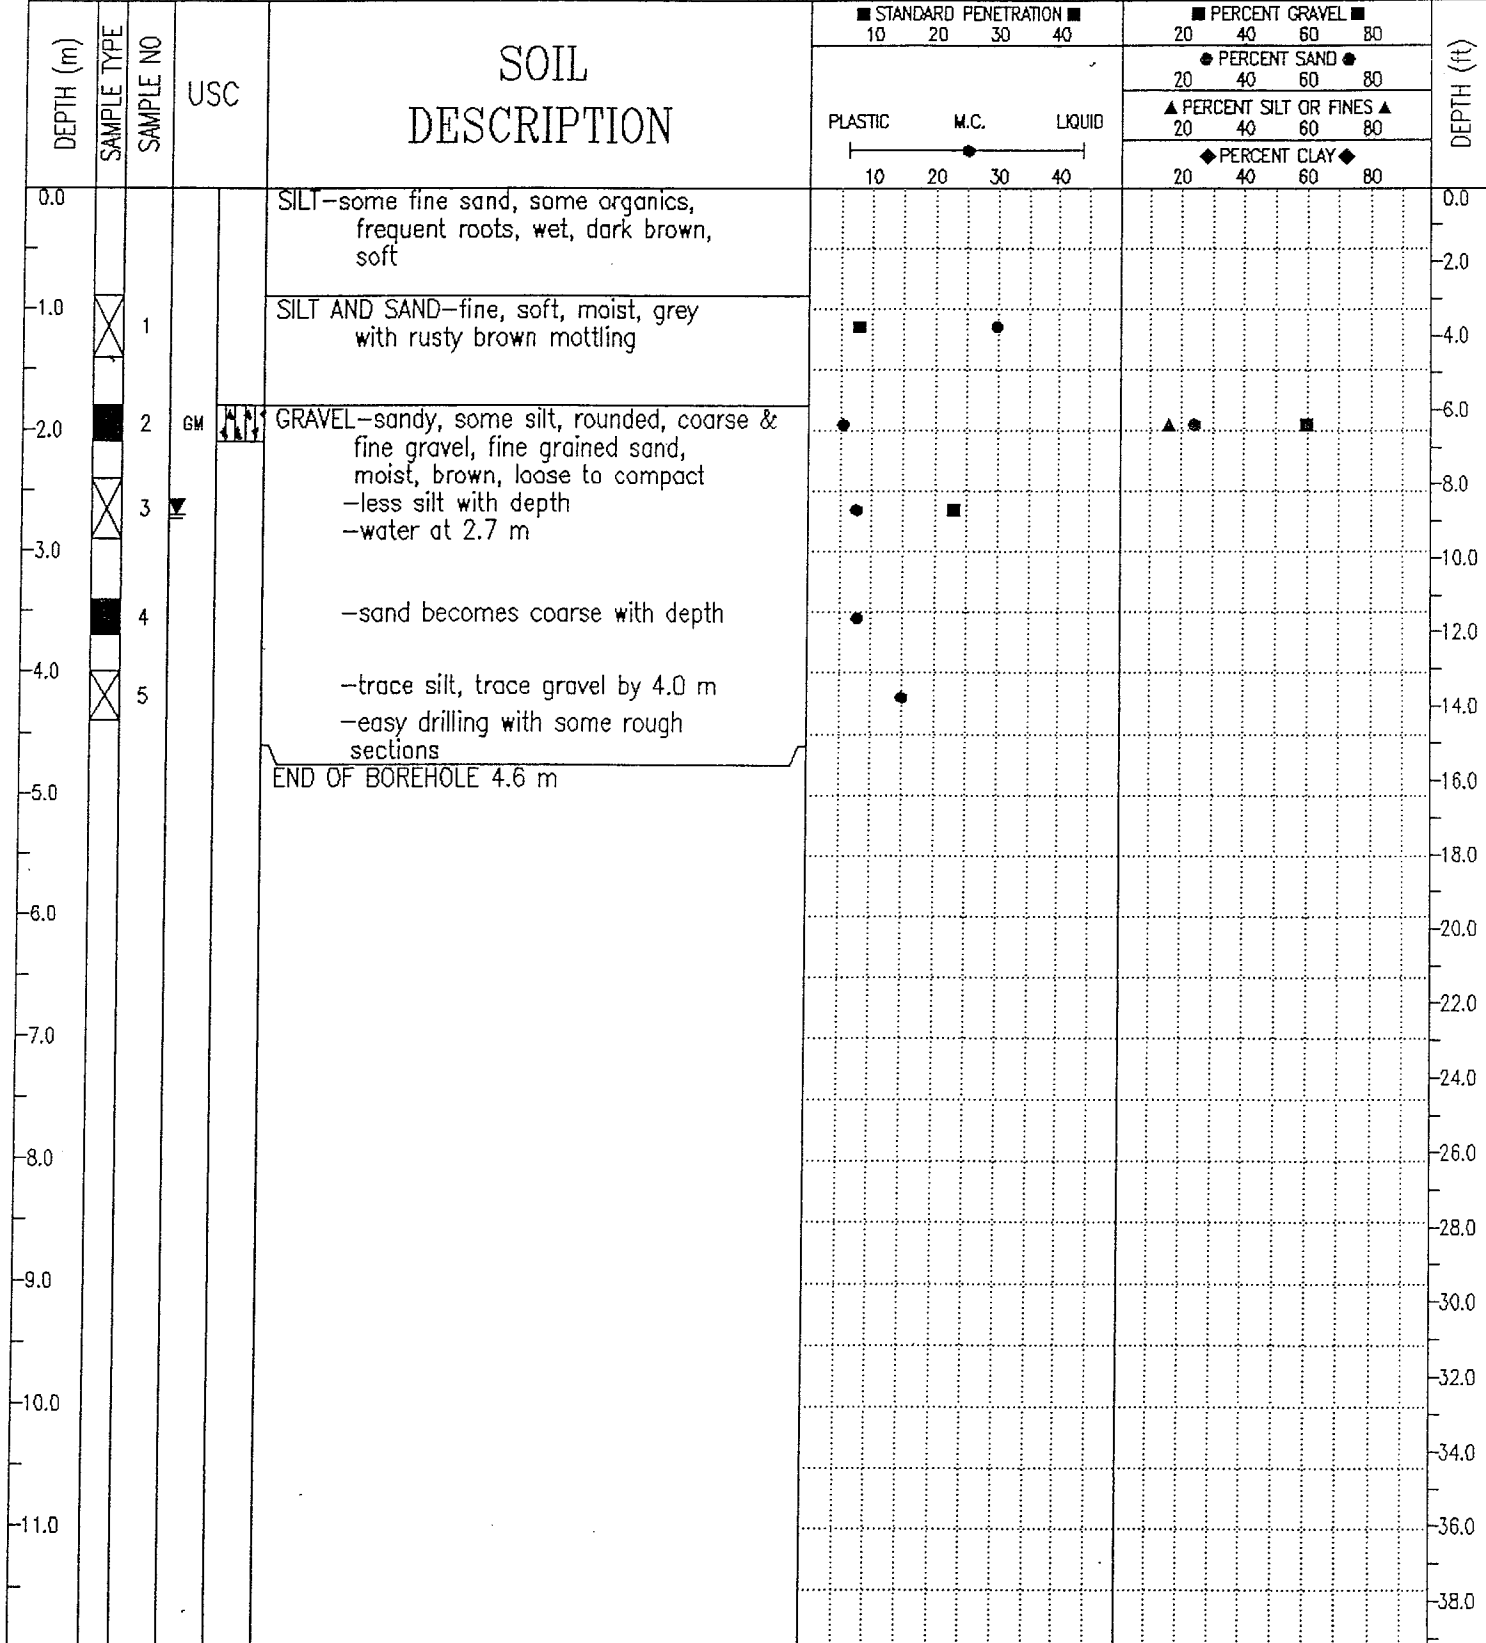 DEPTH (m)
SAMPLE TYPE
SAMPLE NO
USC
SOIL
DESCRIPTION
■ STANDARD PENETRATION ■
10 20 30 40
PLASTIC M.C. LIQUID
10 20 30 40
■ PERCENT GRAVEL ■
20 40 60 80
● PERCENT SAND ●
20 40 60 80
▲ PERCENT SILT OR FINES ▲
20 40 60 80
◆ PERCENT CLAY ◆
20 40 60 80
DEPTH (ft)
0.0
SILT-some fine sand, some organics,
frequent roots, wet, dark brown,
soft
0.0
2.0
1.0
1
SILT AND SAND-fine, soft, moist, grey
with rusty brown mottling
4.0
2.0
2
GM
GRAVEL-sandy, some silt, rounded, coarse &
fine gravel, fine grained sand,
moist, brown, loose to compact
6.0
3
-less silt with depth
-water at 2.7 m
8.0
3.0
10.0
4
-sand becomes coarse with depth
12.0
4.0
5
-trace silt, trace gravel by 4.0 m
-easy drilling with some rough
sections
14.0
END OF BOREHOLE 4.6 m
16.0
5.0
18.0
6.0
20.0
22.0
7.0
24.0
8.0
26.0
28.0
9.0
30.0
32.0
10.0
34.0
11.0
36.0
38.0